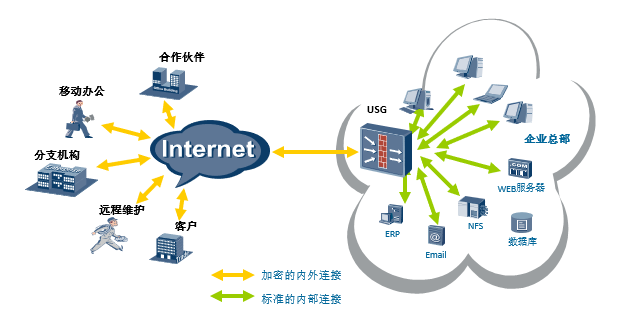 合作伙伴
移动办公
分支机构
Internet
远程维护
客户
USG
企业总部
.COM
WEB服务器
ERP
Email
NFS
数据库
加密的内外连接
标准的内部连接